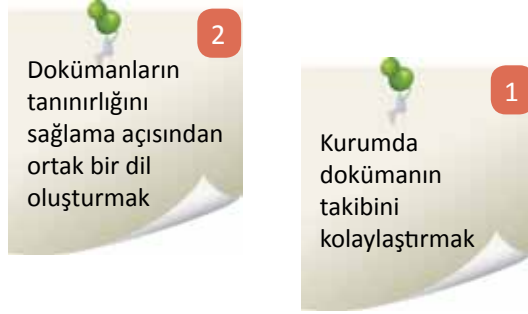 2
Dokümanların
tanınırlığını
sağlama açısından
ortak bir dil
oluşturmak
1
Kurumda
dokümanın
takibini
kolaylaştırmak